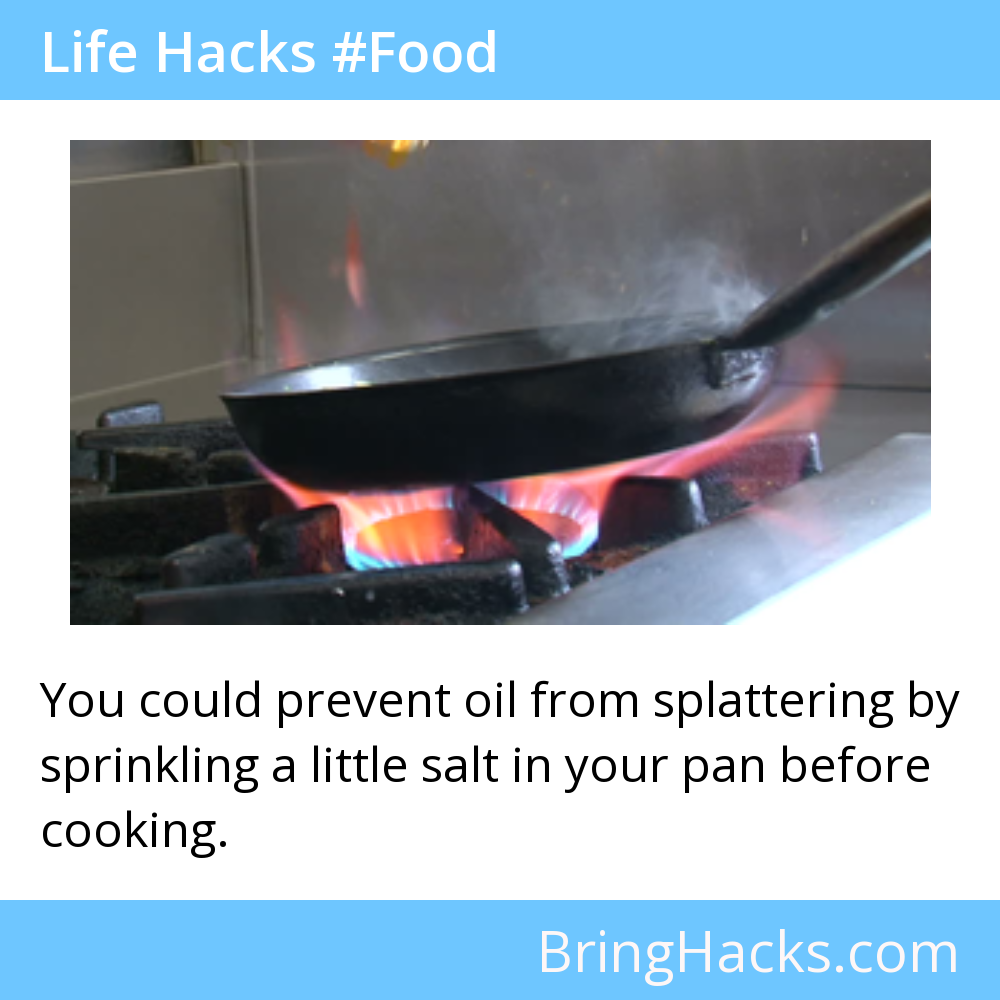 Life Hacks #Food
You could prevent oil from splattering by
sprinkling a little salt in your pan before
cooking.
BringHacks.com